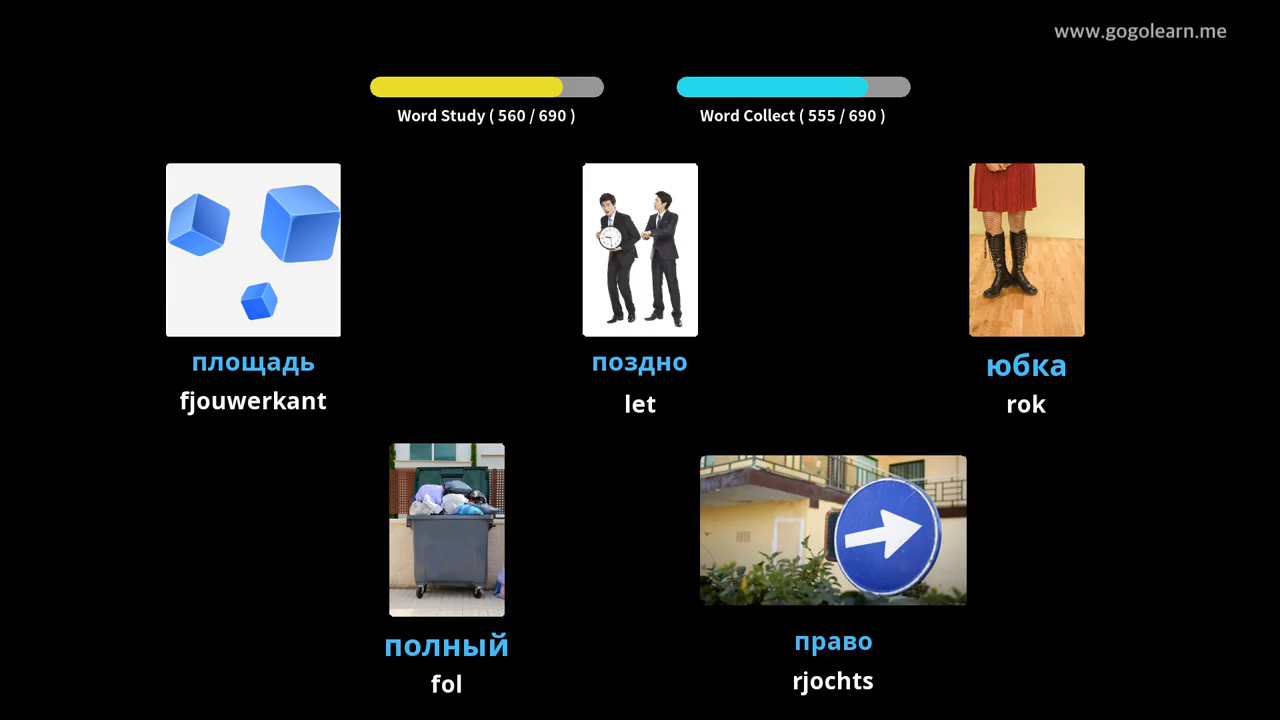 www.gogolearn.me
Word Study ( 560 / 690 )
Word Collect ( 555 / 690 )
площадь
fjouwerkant
поздно
let
юбка
rok
полный
fol
право
rjochts